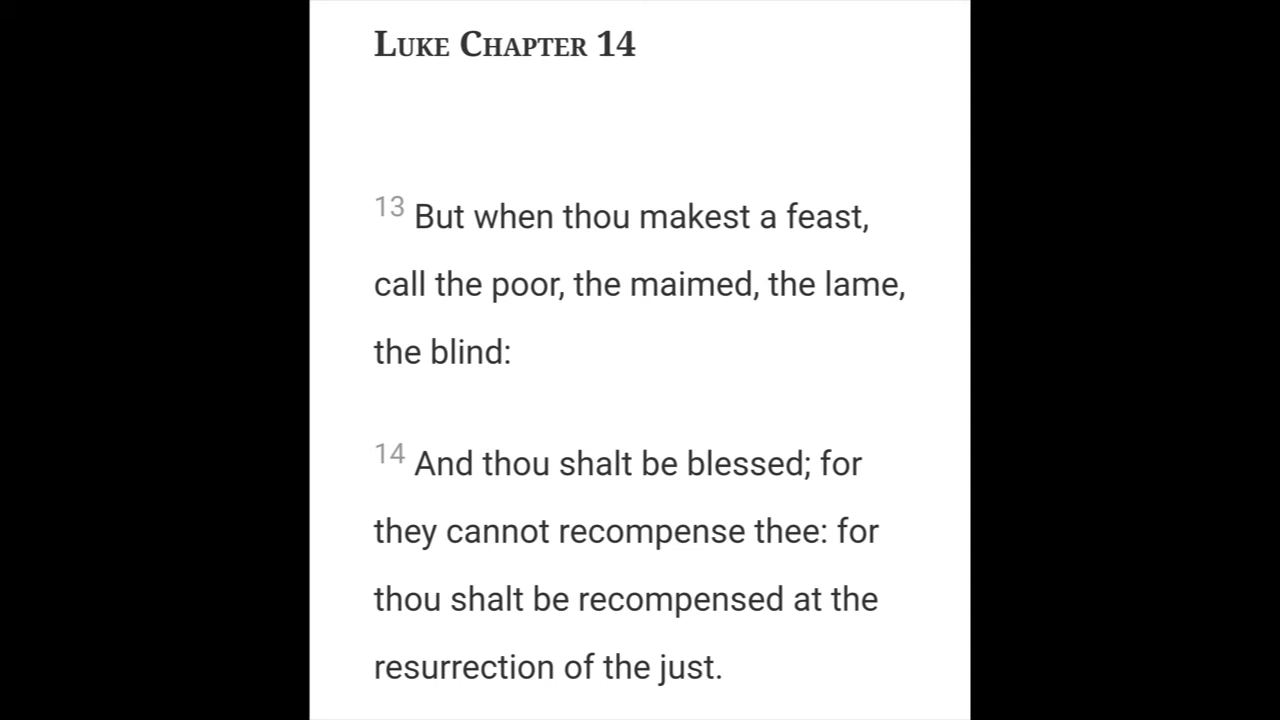 Luke Chapter 14
13 But when thou makest a feast,
call the poor, the maimed, the lame,
the blind:
14 And thou shalt be blessed; for
they cannot recompense thee: for
thou shalt be recompensed at the
resurrection of the just.